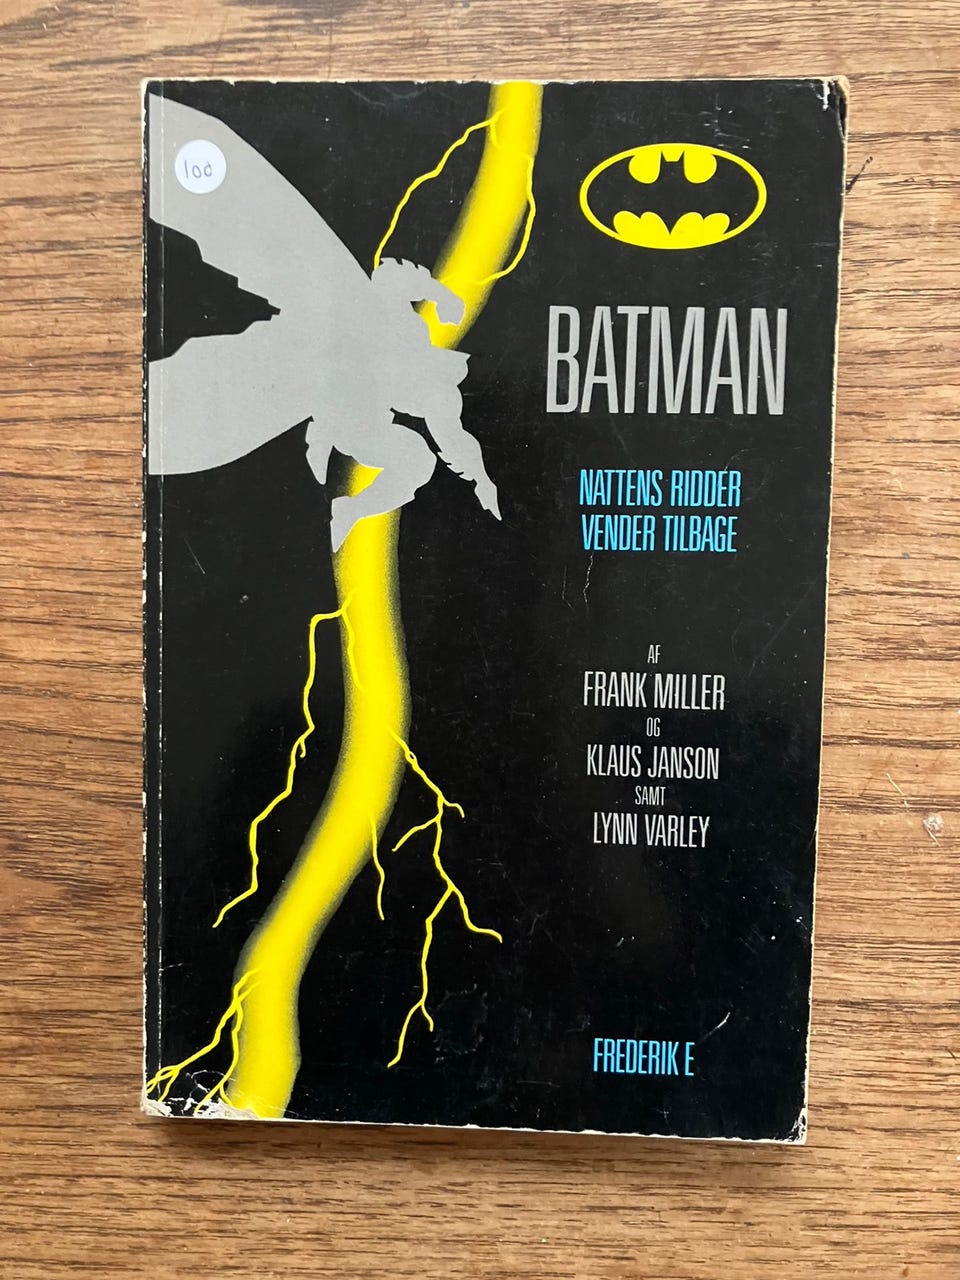 100
BATMAN
NATTENS RIDDER
VENDER TILBAGE
AF
FRANK MILLER
OG
KLAUS JANSON
SAMT
LYNN VARLEY
FREDERIK E